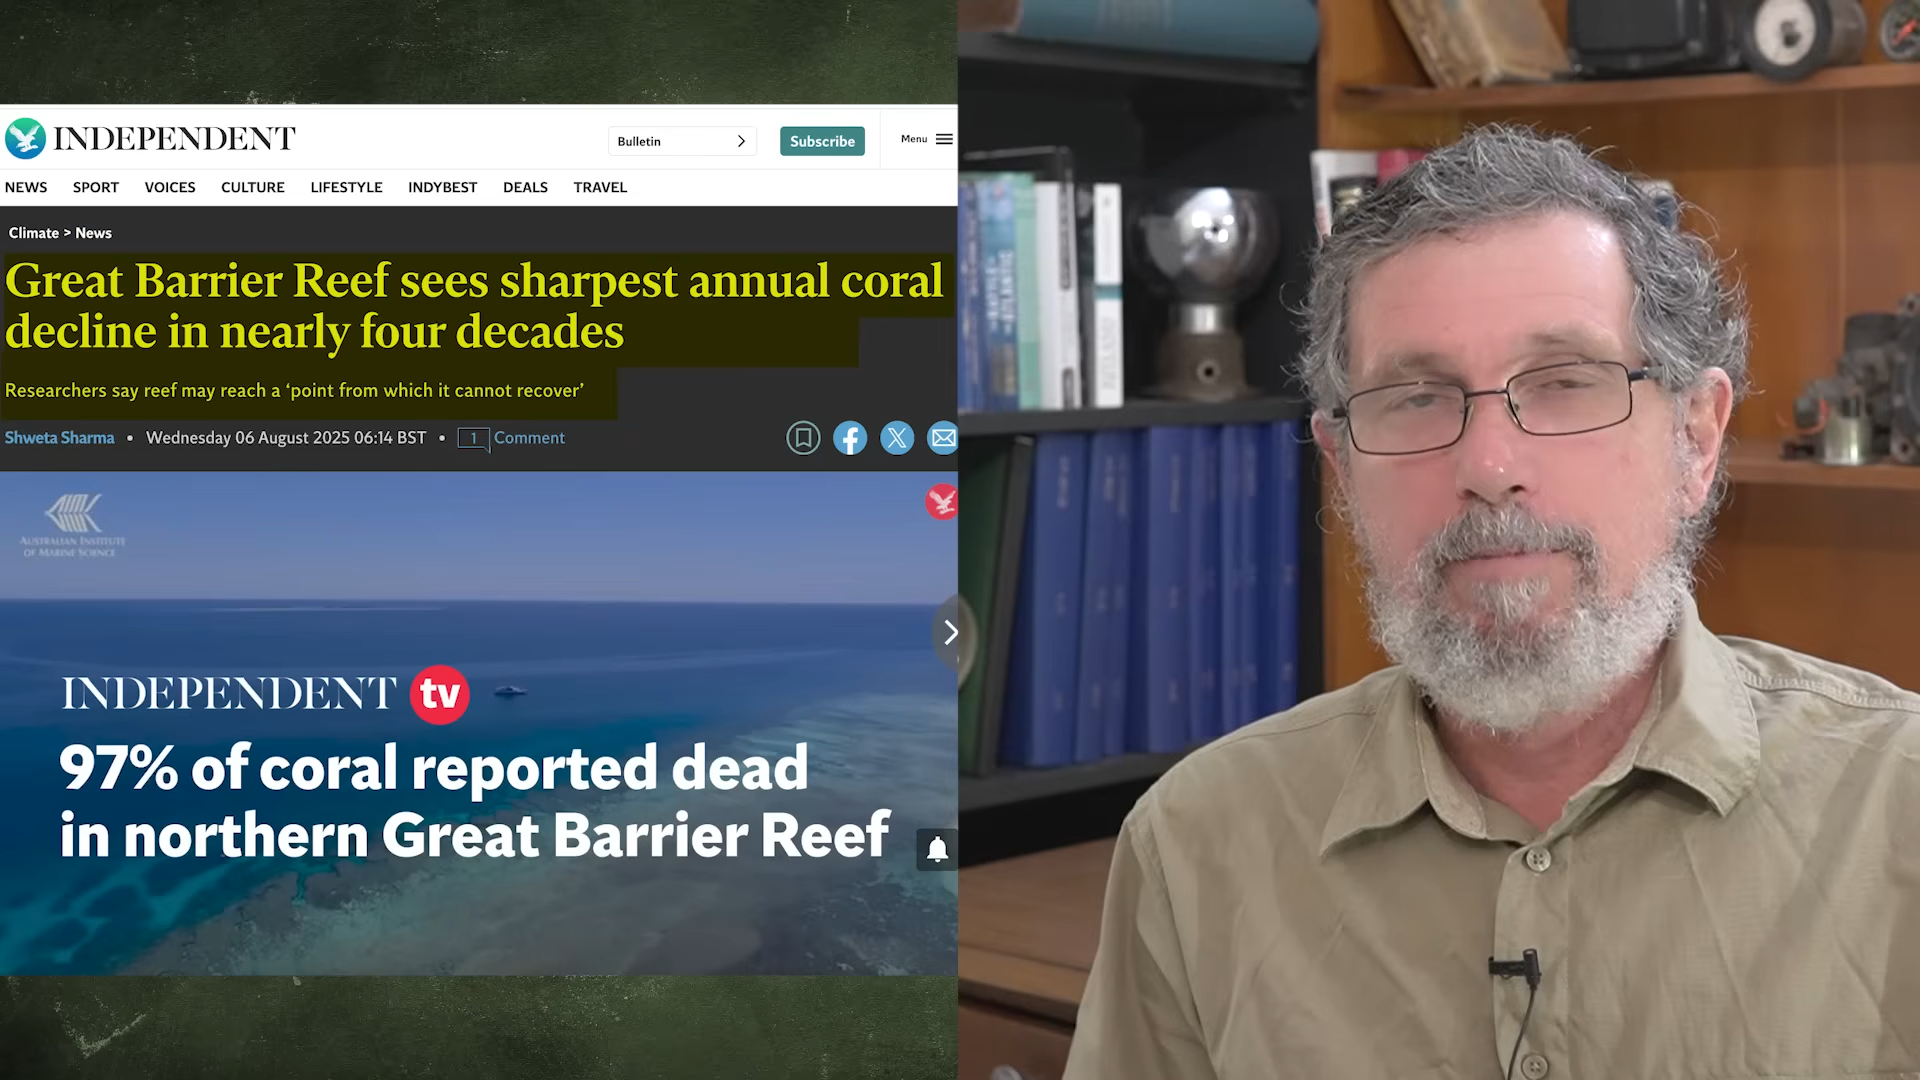 INDEPENDENT
Bulletin
Subscribe
Menu
NEWS SPORT VOICES CULTURE LIFESTYLE INDYBEST DEALS TRAVEL
Climate > News
Great Barrier Reef sees sharpest annual coral
decline in nearly four decades
Researchers say reef may reach a ‘point from which it cannot recover’
Shweta Sharma • Wednesday 06 August 2025 06:14 BST • 1 Comment
AUSTRALIAN INSTITUTE
OF MARINE SCIENCE
INDEPENDENT tv
97% of coral reported dead
in northern Great Barrier Reef